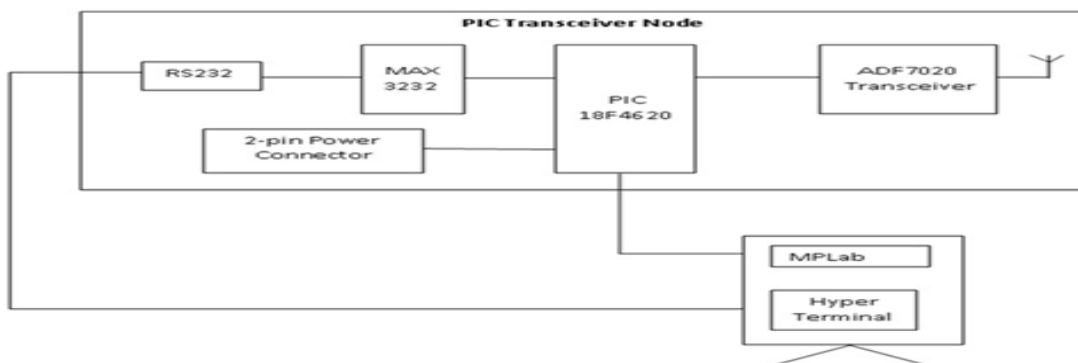 PIC Transceiver Node
RS232
MAX
3232
PIC
18F4620
ADF7020
Transceiver
2-pin Power
Connector
MPLab
Hyper
Terminal